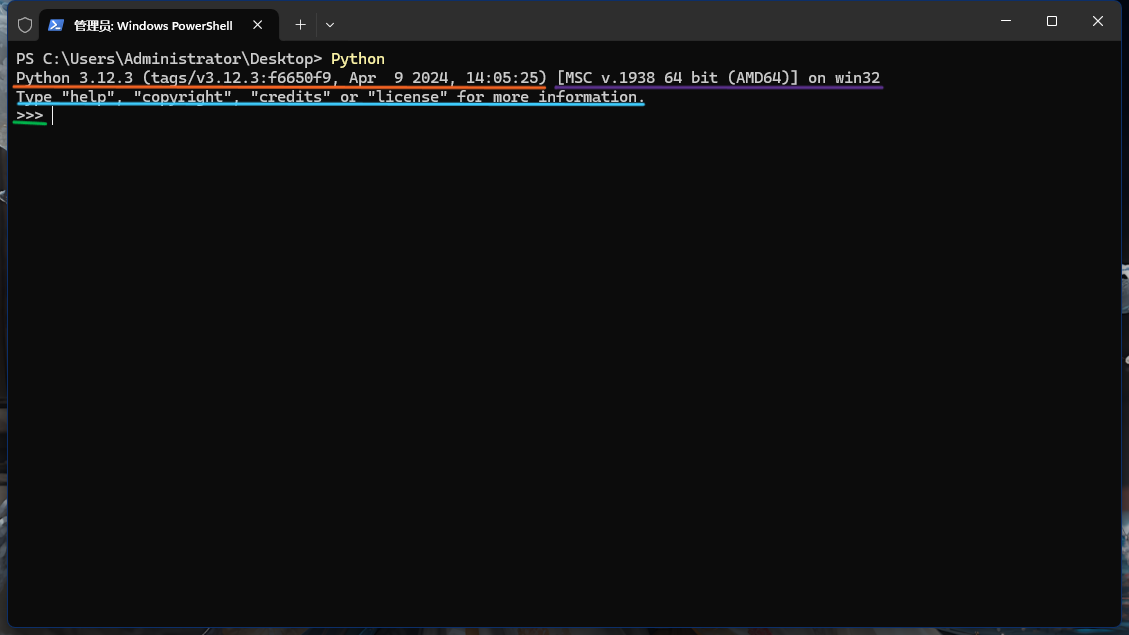 管理员: Windows PowerShell
PS C:\Users\Administrator\Desktop> Python
Python 3.12.3 (tags/v3.12.3:f6650f9, Apr  9 2024, 14:05:25) [MSC v.1938 64 bit (AMD64)] on win32
Type "help", "copyright", "credits" or "license" for more information.
>>>